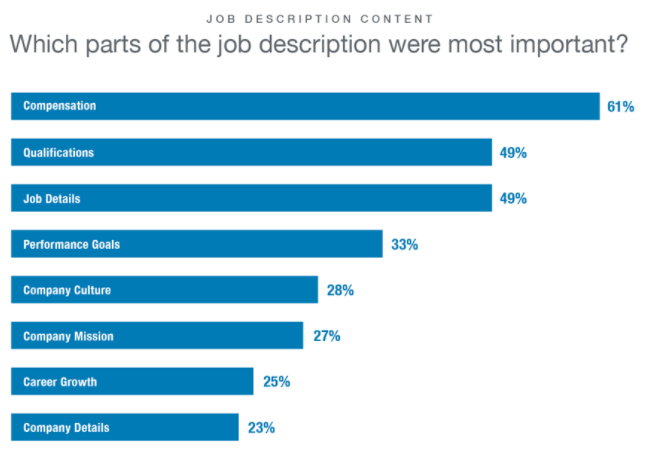 JOB DESCRIPTION CONTENT
Which parts of the job description were most important?
Compensation 61%
Qualifications 49%
Job Details 49%
Performance Goals 33%
Company Culture 28%
Company Mission 27%
Career Growth 25%
Company Details 23%